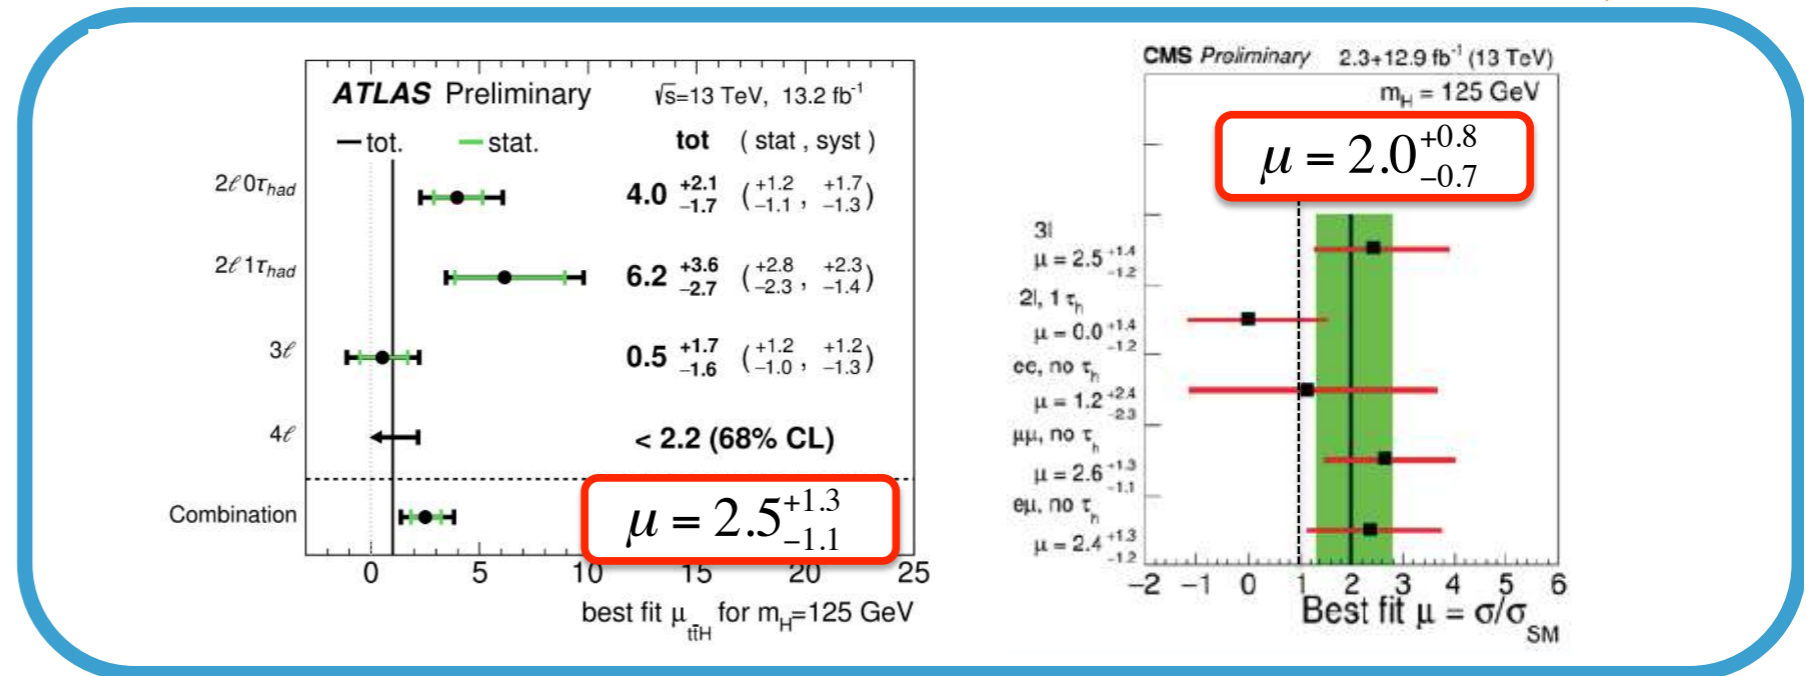 ATLAS Preliminary √s=13 TeV, 13.2 fb⁻¹
tot. stat. tot ( stat , syst )
2ℓ0τhad 4.0 +2.1 −1.7 ( +1.2 −1.1 , +1.7 −1.3 )
2ℓ1τhad 6.2 +3.6 −2.7 ( +2.8 −2.3 , +2.3 −1.4 )
3ℓ 0.5 +1.7 −1.6 ( +1.2 −1.0 , +1.2 −1.3 )
4ℓ < 2.2 (68% CL)
Combination μ = 2.5 +1.3 −1.1
0 5 10 15 20 25
best fit μ tt̄H for mH=125 GeV
CMS Preliminary 2.3+12.9 fb⁻¹ (13 TeV)
mH = 125 GeV
μ = 2.0 +0.8 −0.7
3l
μ = 2.5 +1.4 −1.2
2l, 1 τh
μ = 0.0 +1.4 −1.2
ee, no τh
μ = 1.2 +2.4 −2.3
μμ, no τh
μ = 2.6 +1.3 −1.1
eμ, no τh
μ = 2.4 +1.3 −1.2
−2 −1 0 1 2 3 4 5 6
Best fit μ = σ/σSM